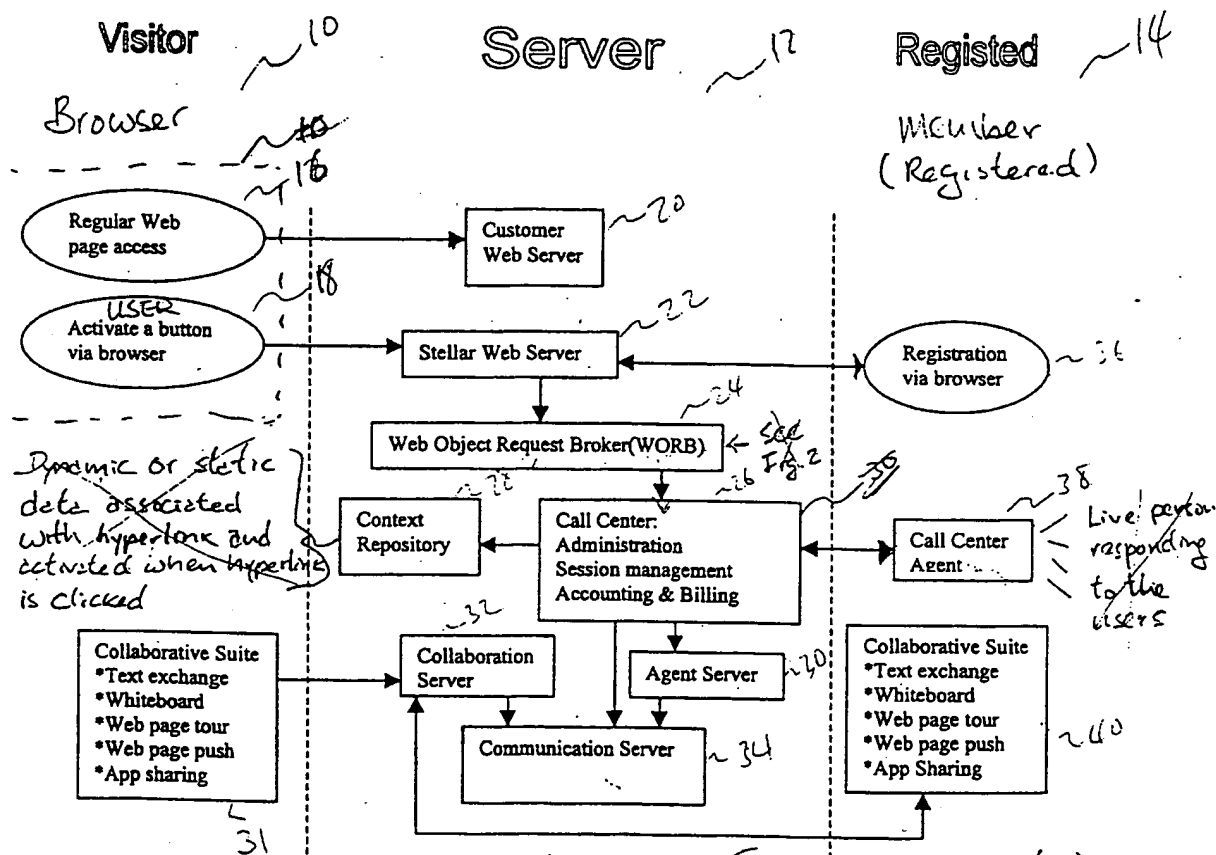 Visitor
10
Server
12
Registed
14
Browser
10
Member
(Registered)
16
Regular Web
page access
20
Customer
Web Server
18
USER
Activate a button
via browser
22
Stellar Web Server
Registration
via browser
36
24
Web Object Request Broker(WORB)
see
Fig. 2
Dynamic or static
data associated
with hyperlink and
activated when hyperlink
is clicked
28
Context
Repository
26
Call Center:
Administration
Session management
Accounting & Billing
30
38
Call Center
Agent
Live person
responding
to the
users
Collaborative Suite
*Text exchange
*Whiteboard
*Web page tour
*Web page push
*App sharing
31
32
Collaboration
Server
Agent Server
30
Communication Server
34
Collaborative Suite
*Text exchange
*Whiteboard
*Web page tour
*Web page push
*App Sharing
40